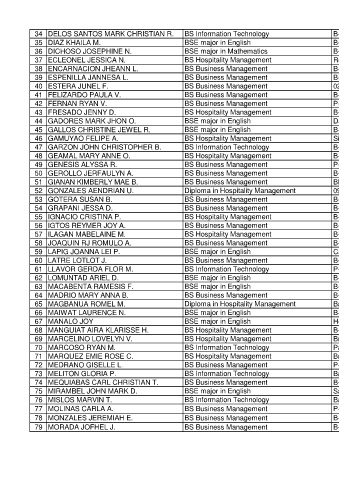 34 DELOS SANTOS MARK CHRISTIAN R. BS Information Technology B
35 DIAZ KHAILA M. BSE major in English B
36 DICHOSO JOSEPHINE N. BSE major in Mathematics B
37 ECLEONEL JESSICA N. BS Hospitality Management R
38 ENCARNACION JHEANN L. BS Business Management B
39 ESPENILLA JANNESA L. BS Business Management B
40 ESTERA JUNEL F. BS Business Management
41 FELIZARDO PAULA V. BS Business Management B
42 FERNAN RYAN V. BS Business Management P
43 FRESADO JENNY D. BS Hospitality Management B
44 GADORES MARK JHON O. BSE major in English D
45 GALLOS CHRISTINE JEWEL R. BSE major in English B
46 GAMUYAO FELIPE A. BS Hospitality Management S
47 GARZON JOHN CHRISTOPHER B. BS Information Technology B
48 GEAMAL MARY ANNE O. BS Hospitality Management B
49 GENESIS ALYSSA R. BS Business Management P
50 GEROLLO JERFAULYN A. BS Business Management B
51 GIANAN KIMBERLY MAE B. BS Business Management B
52 GONZALES AENDRIAN U. Diploma in Hospitality Management
53 GOTERA SUSAN B. BS Business Management B
54 GRAPANI JESSA D. BS Business Management B
55 IGNACIO CRISTINA P. BS Hospitality Management B
56 IGTOS REYMER JOY A. BS Business Management B
57 ILAGAN MABELAINE M. BS Hospitality Management B
58 JOAQUIN RJ ROMULO A. BS Business Management B
59 LAPIG JOANNA LEI P. BSE major in English C
60 LATRE LOTLOT J. BS Business Management B
61 LLAVOR GERDA FLOR M. BS Information Technology P
62 LOMUNTAD ARIEL D. BSE major in English B
63 MACABENTA RAMESIS F. BSE major in English B
64 MADRID MARY ANNA B. BS Business Management B
65 MAGBANUA ROMEL M. Diploma in Hospitality Management B
66 MAIWAT LAURENCE N. BSE major in English B
67 MANALO JOY BSE major in English H
68 MANGUIAT AIRA KLARISSE H. BS Hospitality Management B
69 MARCELINO LOVELYN V. BS Hospitality Management B
70 MARCOSO RYAN M. BS Information Technology P
71 MARQUEZ EMIE ROSE C. BS Hospitality Management B
72 MEDRANO GISELLE L. BS Business Management P
73 MELITON GLORIA P. BS Information Technology B
74 MEQUIABAS CARL CHRISTIAN T. BS Business Management B
75 MIRAMBEL JOHN MARK D. BSE major in English S
76 MISLOS MARVIN T. BS Information Technology B
77 MOLINAS CARLA A. BS Business Management P
78 MONZALES JEREMIAH E. BS Business Management B
79 MORADA JOFHEL J. BS Business Management B